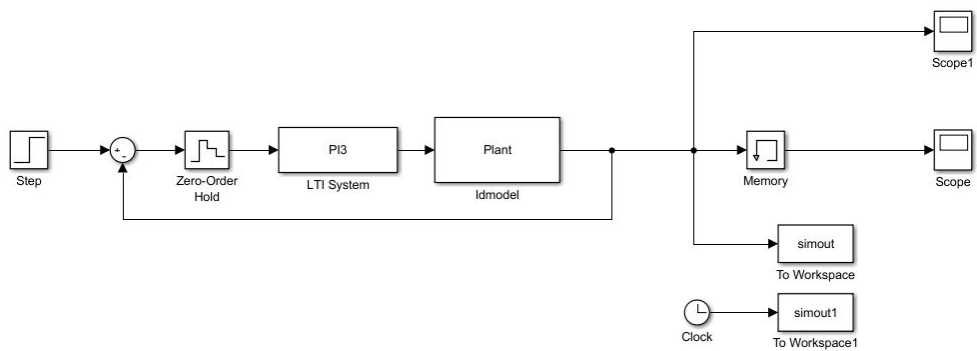 Scope1
Step
+
-
Zero-Order
Hold
PI3
LTI System
Plant
Idmodel
Memory
Scope
simout
To Workspace
Clock
simout1
To Workspace1